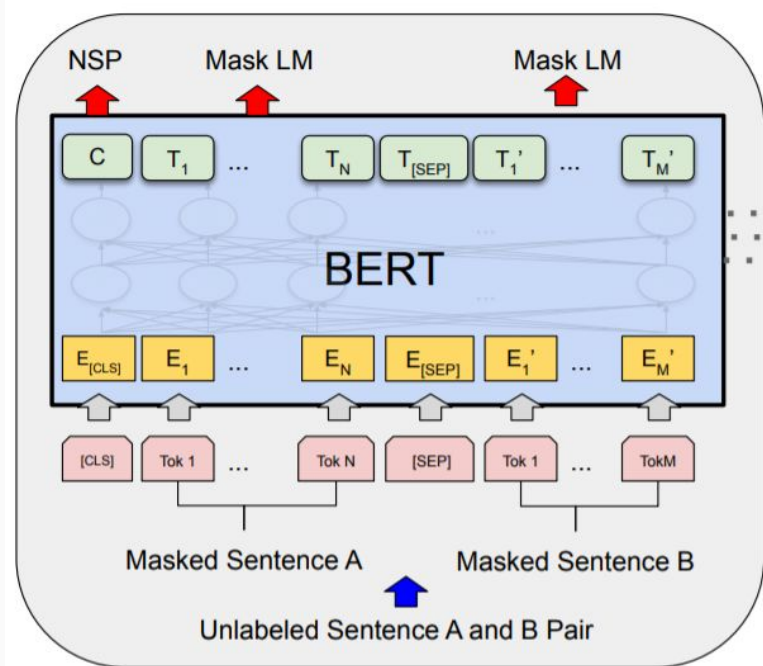 NSP Mask LM Mask LM
C T1 ... TN T[SEP] T1' ... TM'
...
BERT
...
E[CLS] E1 ... EN E[SEP] E1' ... EM'
[CLS] Tok 1 ... Tok N [SEP] Tok 1 ... TokM
Masked Sentence A Masked Sentence B
Unlabeled Sentence A and B Pair